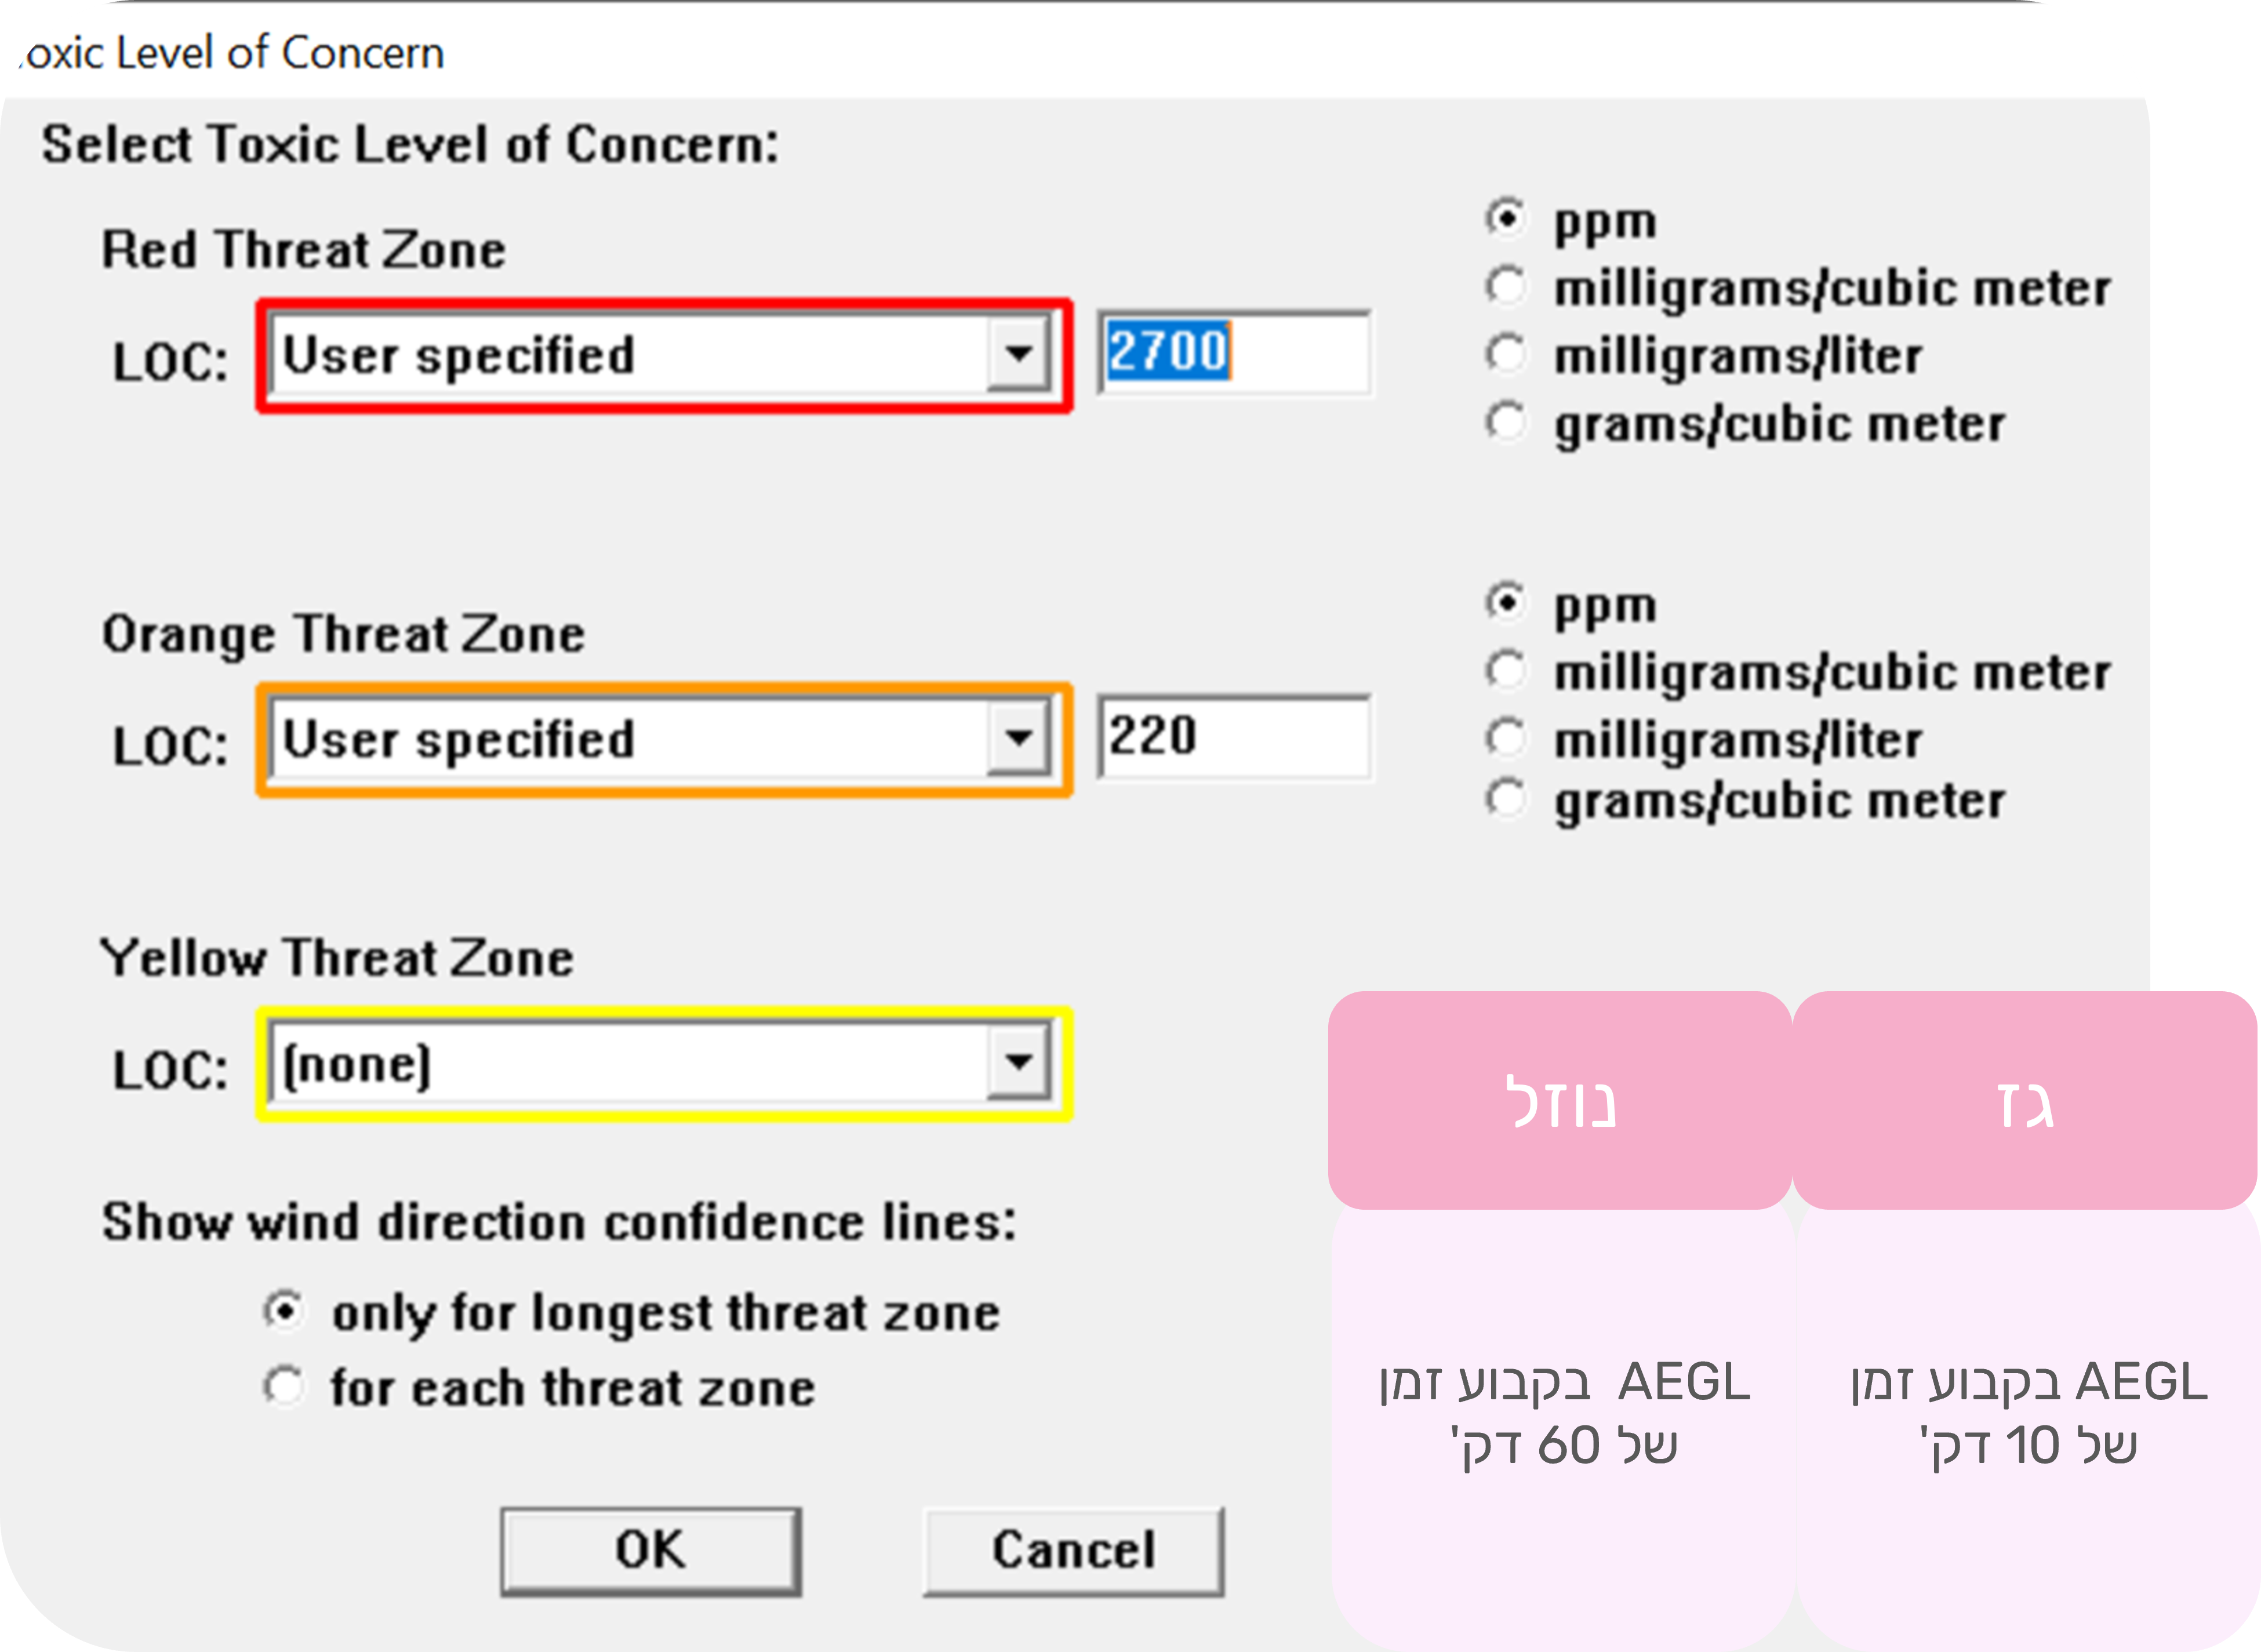 oxic Level of Concern
Select Toxic Level of Concern:
Red Threat Zone
LOC: User specified 2700
ppm
milligrams/cubic meter
milligrams/liter
grams/cubic meter
Orange Threat Zone
LOC: User specified 220
ppm
milligrams/cubic meter
milligrams/liter
grams/cubic meter
Yellow Threat Zone
LOC: (none)
Show wind direction confidence lines:
only for longest threat zone
for each threat zone
OK
Cancel
גז
AEGL בקבוע זמן
של 10 דק'
נוזל
AEGL בקבוע זמן
של 60 דק'